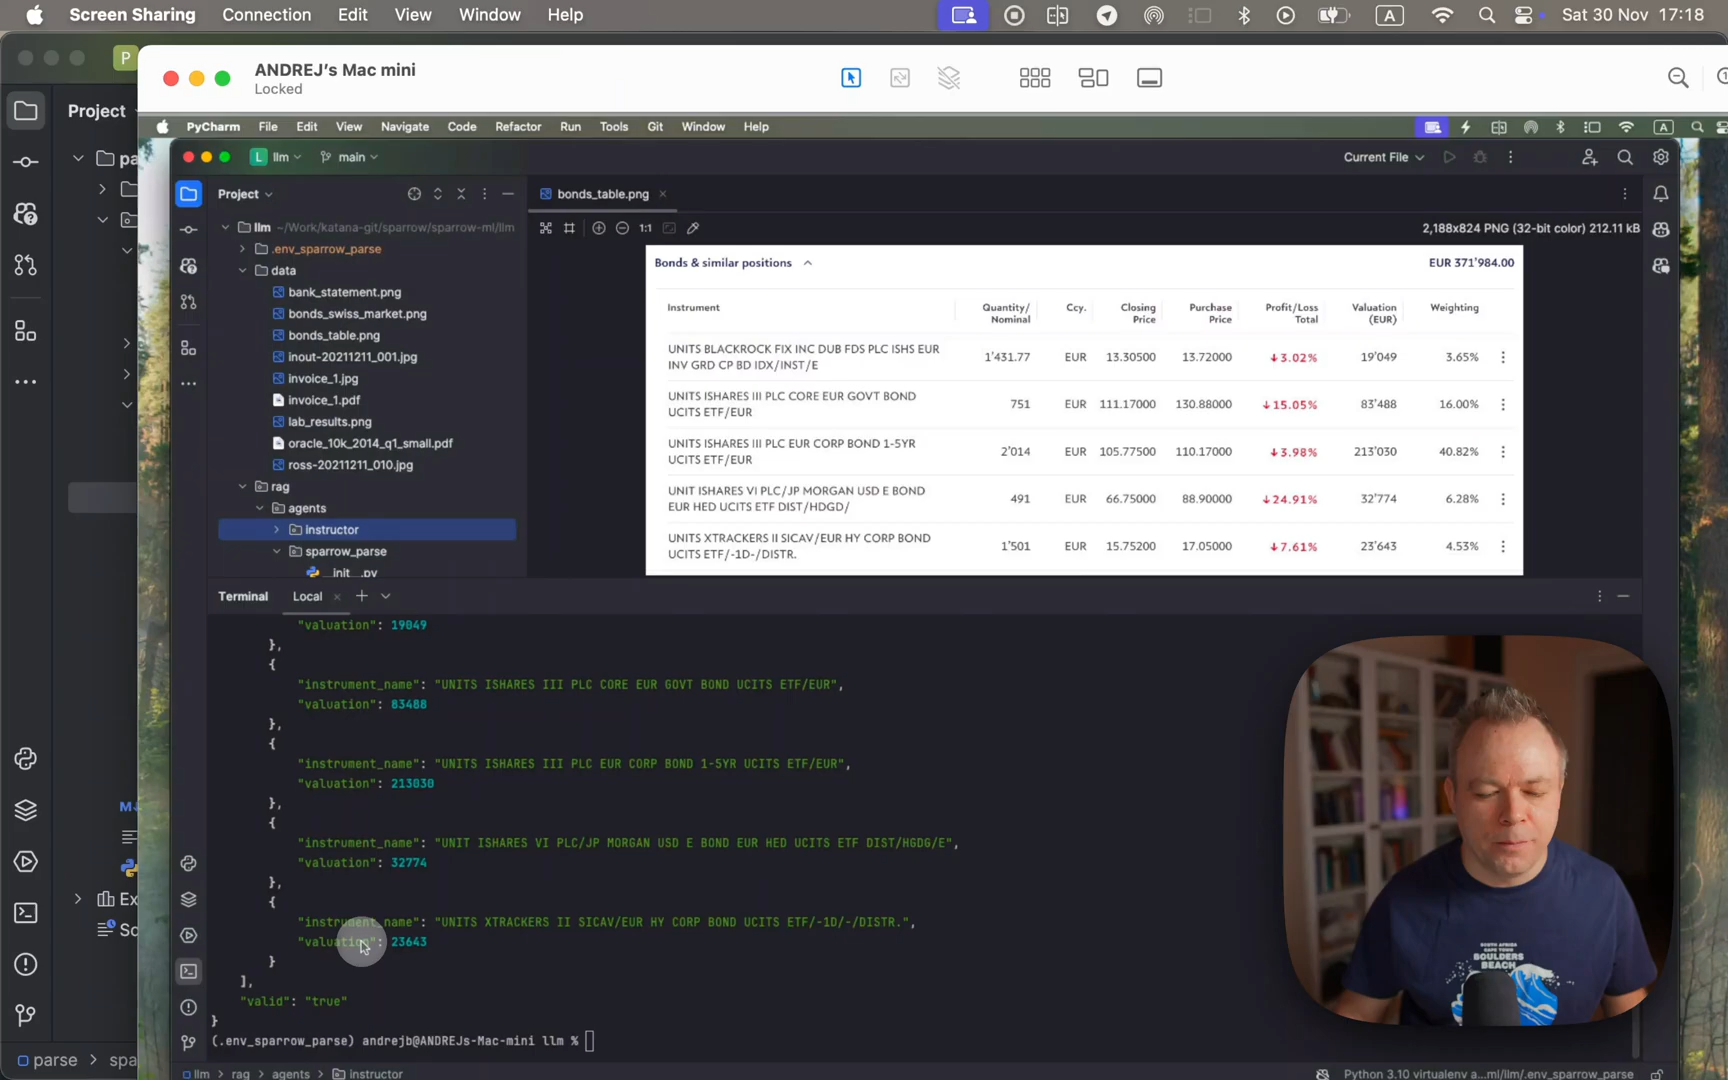 Screen Sharing Connection Edit View Window Help A Sat 30 Nov 17:18
P
ANDREJ's Mac mini
Locked
Project
PyCharm File Edit View Navigate Code Refactor Run Tools Git Window Help A
L llm main Current File
Project
bonds_table.png
1:1 2,188x824 PNG (32-bit color) 212.11 kB
llm ~/Work/katana-git/sparrow/sparrow-ml/llm
.env_sparrow_parse
data
bank_statement.png
bonds_swiss_market.png
bonds_table.png
inout-20211211_001.jpg
invoice_1.jpg
invoice_1.pdf
lab_results.png
oracle_10k_2014_q1_small.pdf
ross-20211211_010.jpg
rag
agents
instructor
sparrow_parse
__init__.py
Bonds & similar positions EUR 371'984.00
Instrument Quantity/ Nominal Ccy. Closing Price Purchase Price Profit/Loss Total Valuation (EUR) Weighting
UNITS BLACKROCK FIX INC DUB FDS PLC ISHS EUR
INV GRD CP BD IDX/INST/E 1'431.77 EUR 13.30500 13.72000 ↓3.02% 19'049 3.65%
UNITS ISHARES III PLC CORE EUR GOVT BOND
UCITS ETF/EUR 751 EUR 111.17000 130.88000 ↓15.05% 83'488 16.00%
UNITS ISHARES III PLC EUR CORP BOND 1-5YR
UCITS ETF/EUR 2'014 EUR 105.77500 110.17000 ↓3.98% 213'030 40.82%
UNIT ISHARES VI PLC/JP MORGAN USD E BOND
EUR HED UCITS ETF DIST/HDGD/ 491 EUR 66.75000 88.90000 ↓24.91% 32'774 6.28%
UNITS XTRACKERS II SICAV/EUR HY CORP BOND
UCITS ETF/-1D-/DISTR. 1'501 EUR 15.75200 17.05000 ↓7.61% 23'643 4.53%
Terminal Local
"valuation": 19049
},
{
"instrument_name": "UNITS ISHARES III PLC CORE EUR GOVT BOND UCITS ETF/EUR",
"valuation": 83488
},
{
"instrument_name": "UNITS ISHARES III PLC EUR CORP BOND 1-5YR UCITS ETF/EUR",
"valuation": 213030
},
{
"instrument_name": "UNIT ISHARES VI PLC/JP MORGAN USD E BOND EUR HED UCITS ETF DIST/HGDG/E",
"valuation": 32774
},
{
"instrument_name": "UNITS XTRACKERS II SICAV/EUR HY CORP BOND UCITS ETF/-1D/-/DISTR.",
"valuation": 23643
}
],
"valid": "true"
}
(.env_sparrow_parse) andrejb@ANDREJs-Mac-mini llm %
llm > rag > agents > instructor Python 3.10 virtualenv a...ml/llm/.env_sparrow_parse
pa
M↓
Ex
Sc
parse > spa
SOUTH AFRICA
CAPE TOWN
BOULDERS
BEACH